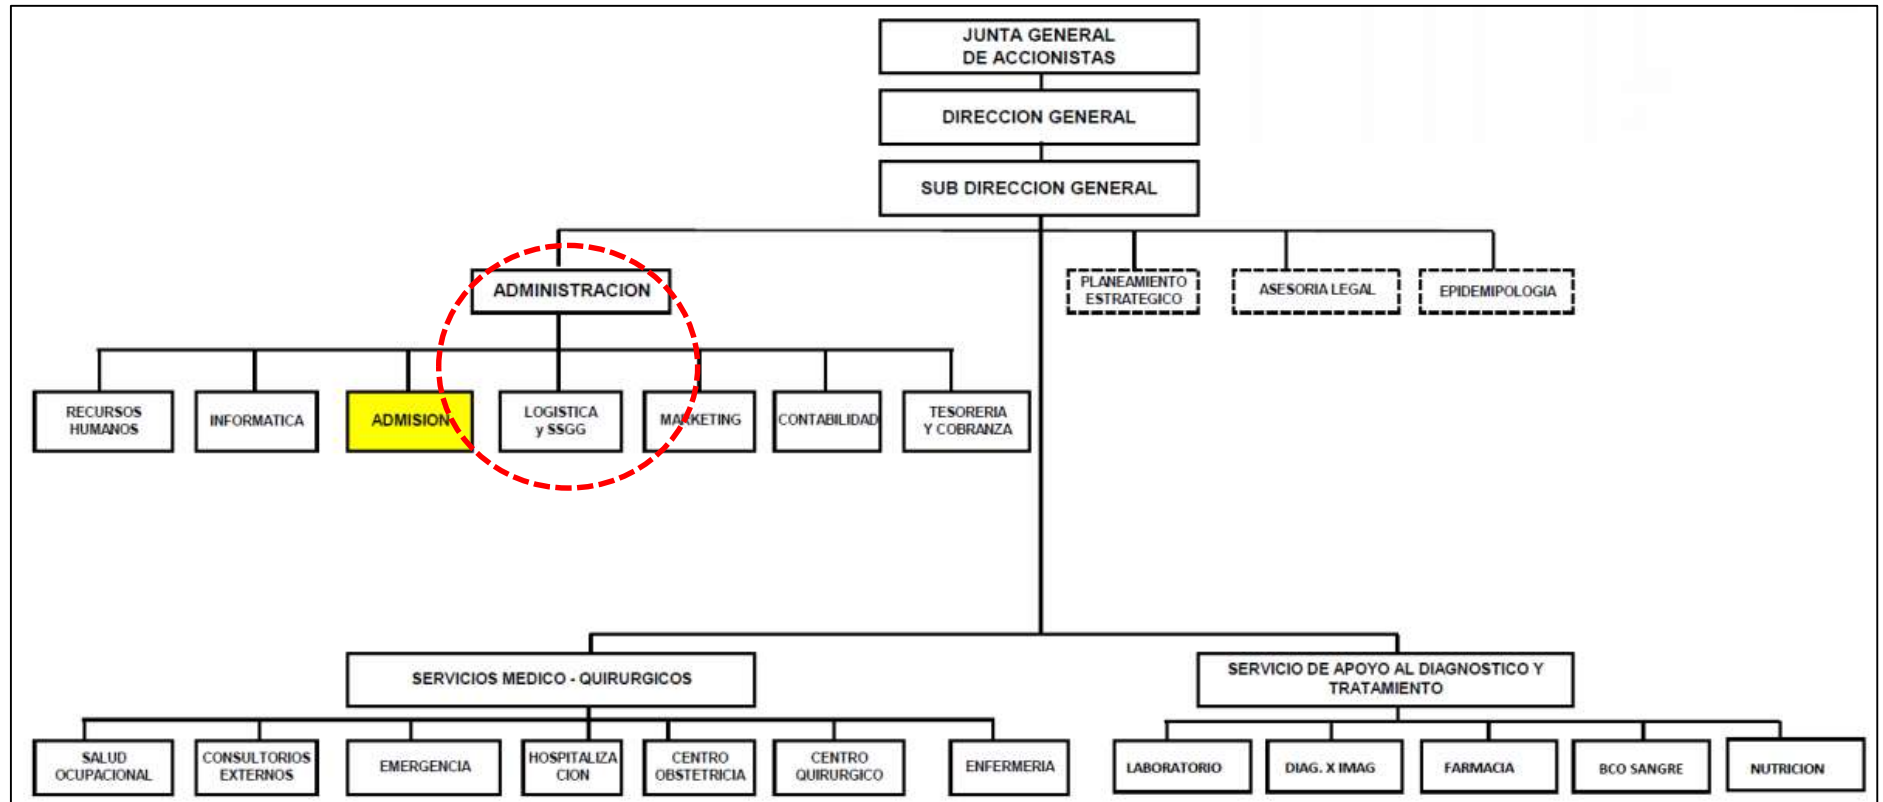 JUNTA GENERAL
DE ACCIONISTAS
DIRECCION GENERAL
SUB DIRECCION GENERAL
ADMINISTRACION
PLANEAMIENTO
ESTRATEGICO
ASESORIA LEGAL
EPIDEMIPOLOGIA
RECURSOS
HUMANOS
INFORMATICA
ADMISION
LOGISTICA
y SSGG
MARKETING
CONTABILIDAD
TESORERIA
Y COBRANZA
SERVICIOS MEDICO - QUIRURGICOS
SERVICIO DE APOYO AL DIAGNOSTICO Y
TRATAMIENTO
SALUD
OCUPACIONAL
CONSULTORIOS
EXTERNOS
EMERGENCIA
HOSPITALIZA
CION
CENTRO
OBSTETRICIA
CENTRO
QUIRURGICO
ENFERMERIA
LABORATORIO
DIAG. X IMAG
FARMACIA
BCO SANGRE
NUTRICION